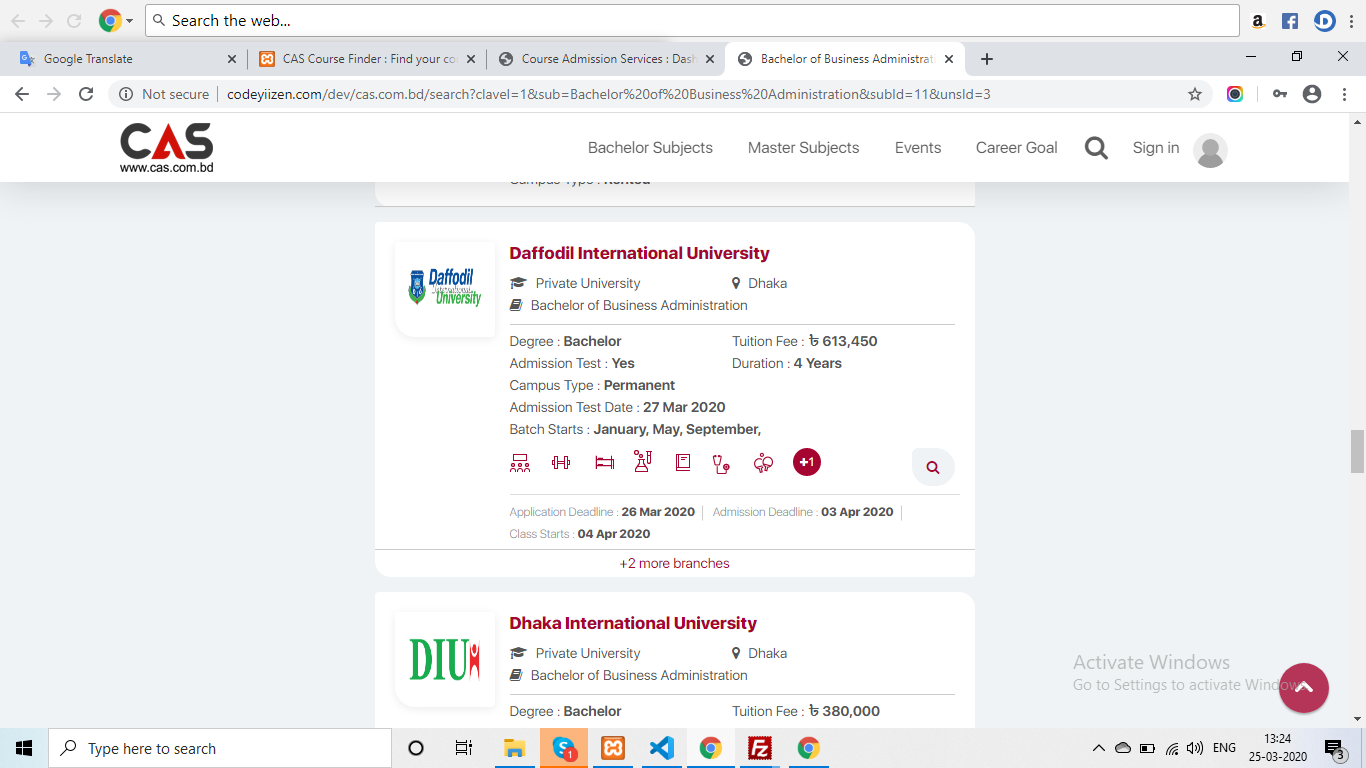 Search the web...
Google Translate
CAS Course Finder : Find your co
Course Admission Services : Dash
Bachelor of Business Administrati
Not secure
codeyiizen.com/dev/cas.com.bd/search?clavel=1&sub=Bachelor%20of%20Business%20Administration&subId=11&unsId=3
CAS
www.cas.com.bd
Bachelor Subjects Master Subjects Events Career Goal Sign in
Campus Type : Rented
Daffodil International University
Daffodil
International
University
Private University Dhaka
Bachelor of Business Administration
Degree : Bachelor Tuition Fee : ৳ 613,450
Admission Test : Yes Duration : 4 Years
Campus Type : Permanent
Admission Test Date : 27 Mar 2020
Batch Starts : January, May, September,
+1
Application Deadline : 26 Mar 2020 Admission Deadline : 03 Apr 2020
Class Starts : 04 Apr 2020
+2 more branches
Dhaka International University
DIU
Private University Dhaka
Bachelor of Business Administration
Degree : Bachelor Tuition Fee : ৳ 380,000
Activate Windows
Go to Settings to activate Windows.
Type here to search
1
ENG
13:24
25-03-2020
3